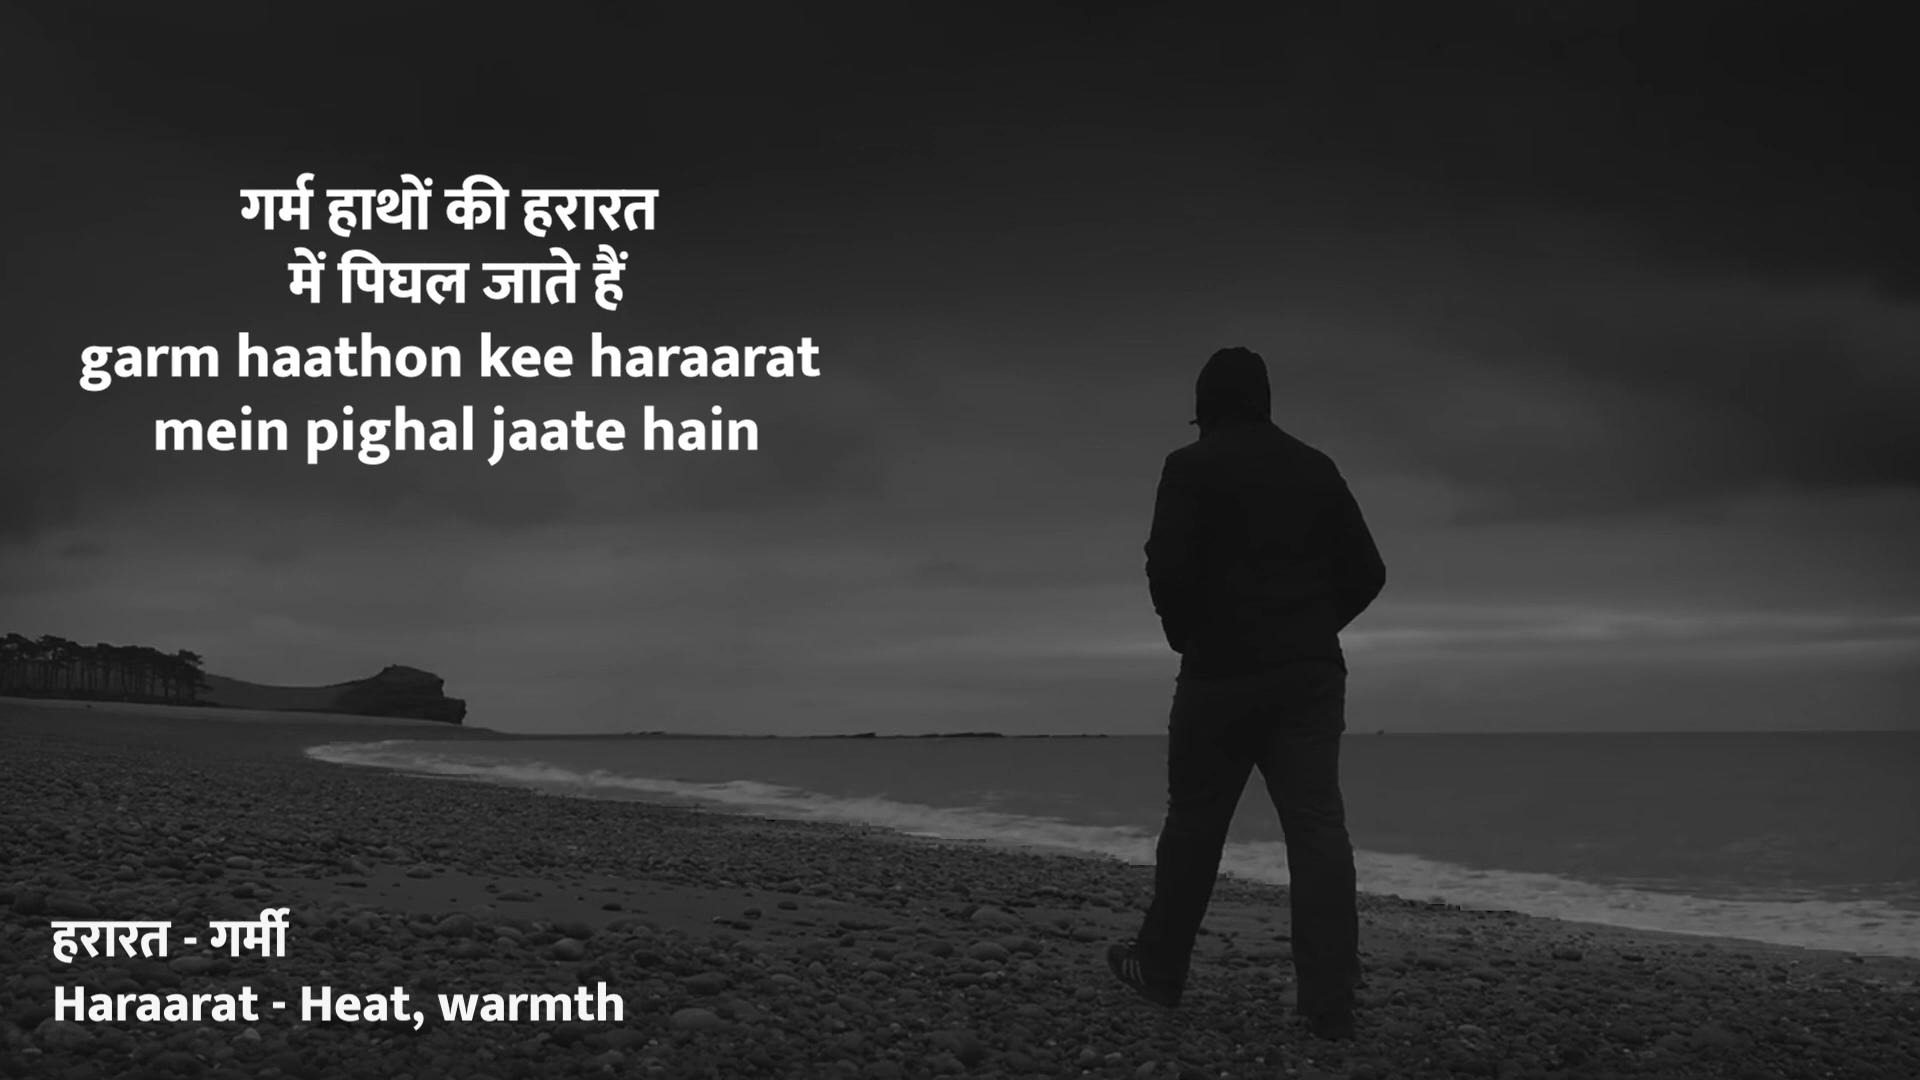 गर्म हाथों की हरारत
में पिघल जाते हैं
garm haathon kee haraarat
mein pighal jaate hain
हरारत - गर्मी
Haraarat - Heat, warmth